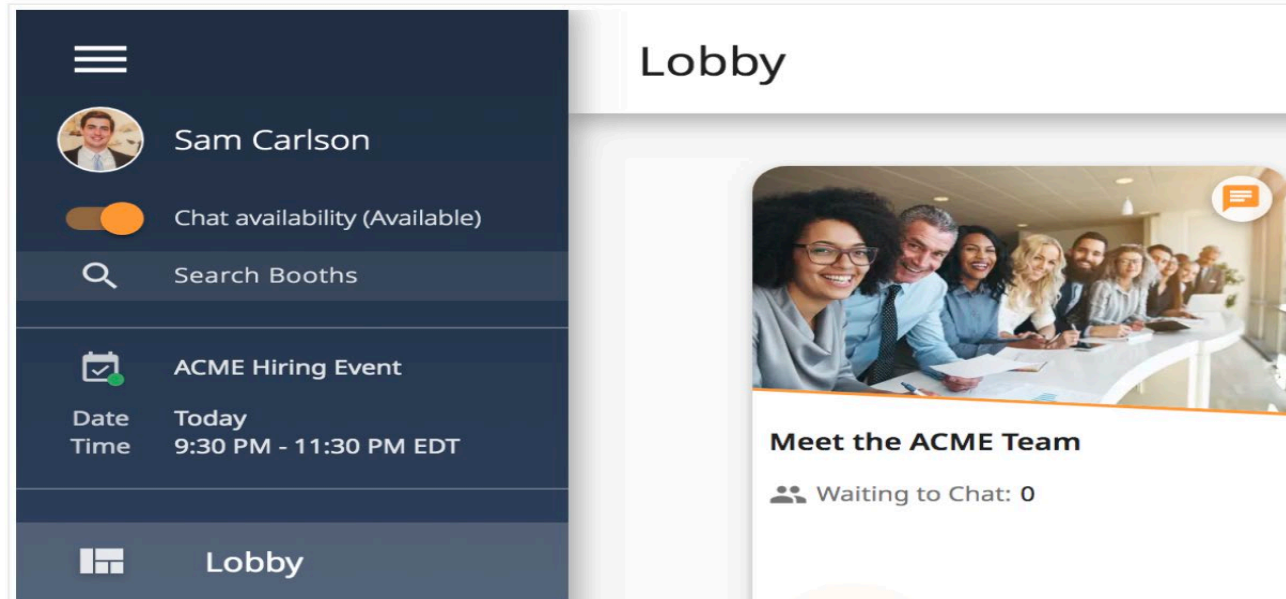 Lobby
Sam Carlson
Chat availability (Available)
Search Booths
ACME Hiring Event
Date Today
Time 9:30 PM - 11:30 PM EDT
Lobby
Meet the ACME Team
Waiting to Chat: 0